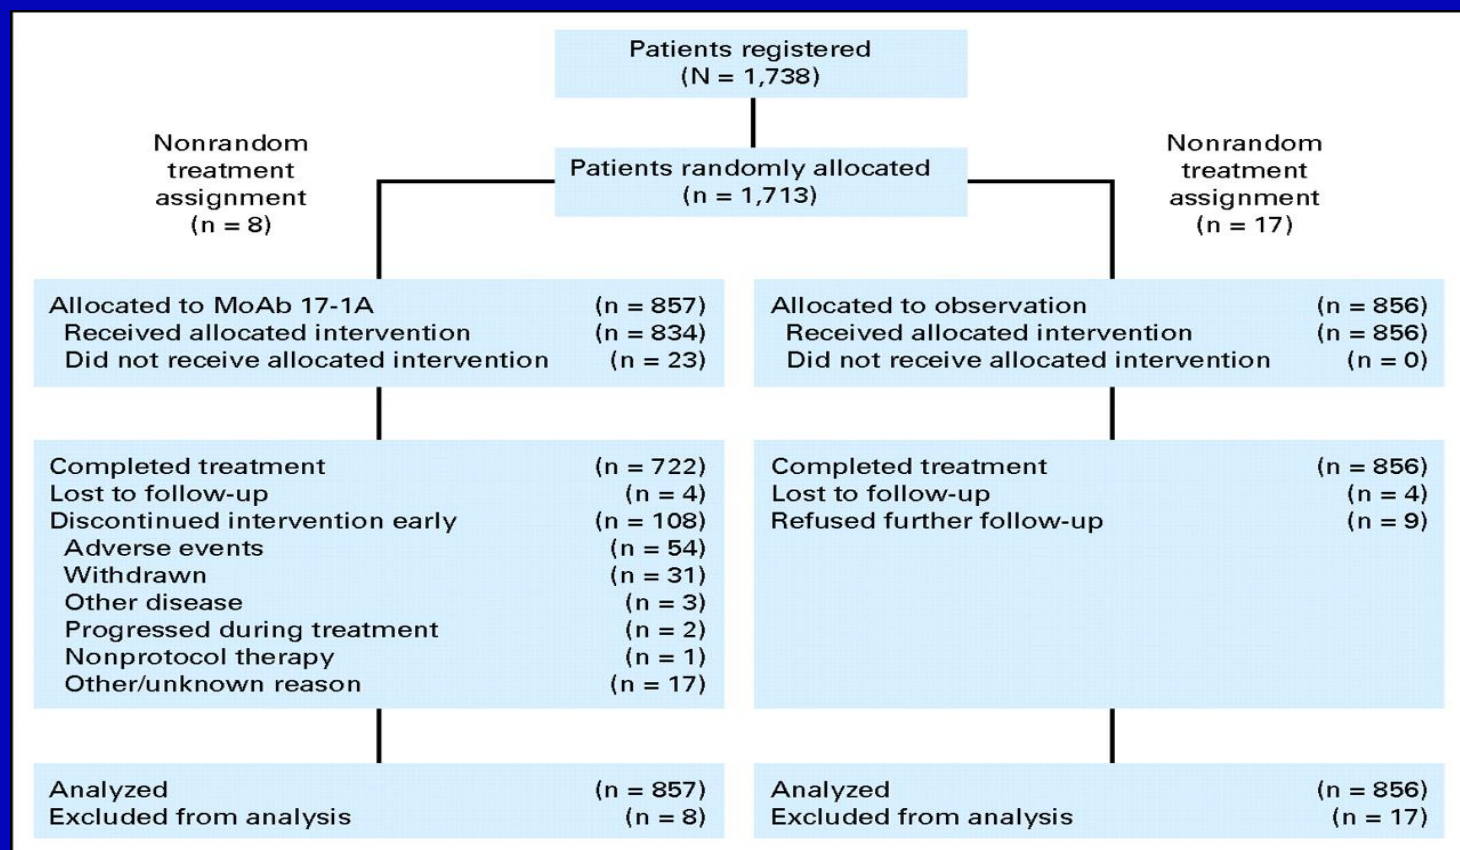 Patients registered
(N = 1,738)
Nonrandom
treatment
assignment
(n = 8)
Patients randomly allocated
(n = 1,713)
Nonrandom
treatment
assignment
(n = 17)
Allocated to MoAb 17-1A (n = 857)
Received allocated intervention (n = 834)
Did not receive allocated intervention (n = 23)
Allocated to observation (n = 856)
Received allocated intervention (n = 856)
Did not receive allocated intervention (n = 0)
Completed treatment (n = 722)
Lost to follow-up (n = 4)
Discontinued intervention early (n = 108)
Adverse events (n = 54)
Withdrawn (n = 31)
Other disease (n = 3)
Progressed during treatment (n = 2)
Nonprotocol therapy (n = 1)
Other/unknown reason (n = 17)
Completed treatment (n = 856)
Lost to follow-up (n = 4)
Refused further follow-up (n = 9)
Analyzed (n = 857)
Excluded from analysis (n = 8)
Analyzed (n = 856)
Excluded from analysis (n = 17)